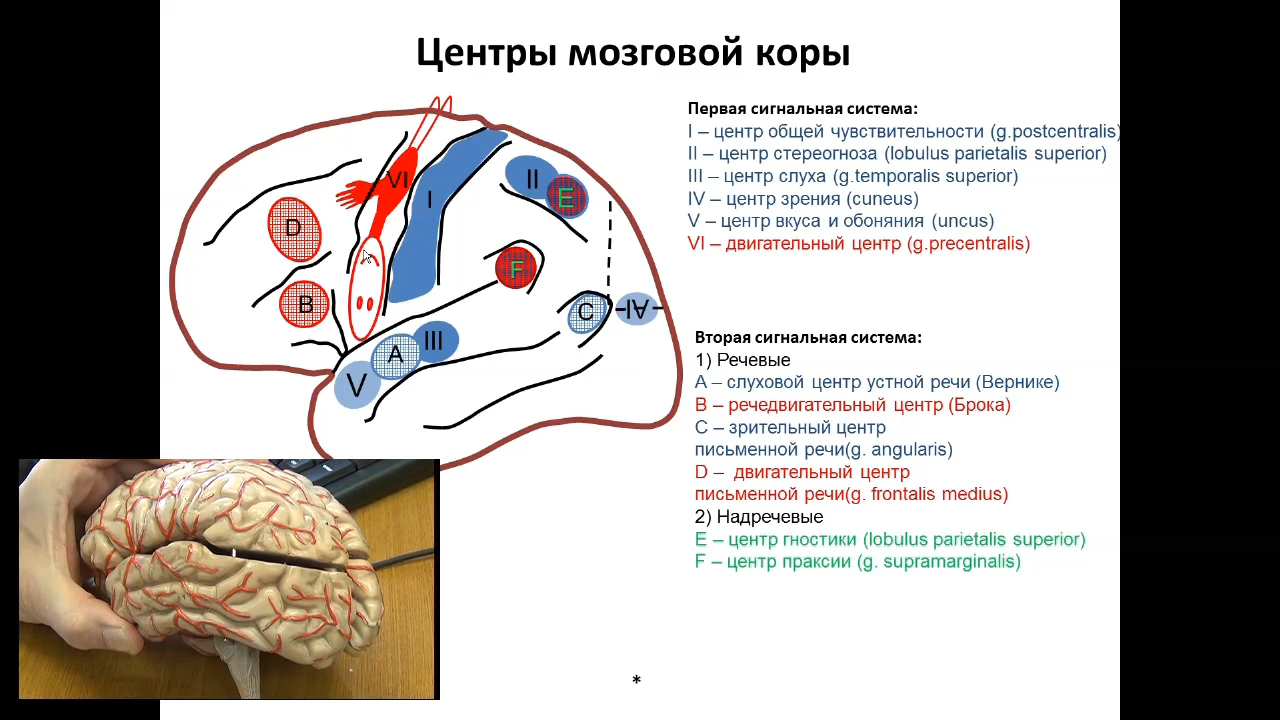 Центры мозговой коры
Первая сигнальная система:
I – центр общей чувствительности (g.postcentralis)
II – центр стереогноза (lobulus parietalis superior)
III – центр слуха (g.temporalis superior)
IV – центр зрения (cuneus)
V – центр вкуса и обоняния (uncus)
VI – двигательный центр (g.precentralis)
VI
I
II
E
D
F
B
C
IV
A
III
V
Вторая сигнальная система:
1) Речевые
A – слуховой центр устной речи (Вернике)
B – речедвигательный центр (Брока)
C – зрительный центр
письменной речи(g. angularis)
D – двигательный центр
письменной речи(g. frontalis medius)
2) Надречевые
E – центр гностики (lobulus parietalis superior)
F – центр праксии (g. supramarginalis)
*